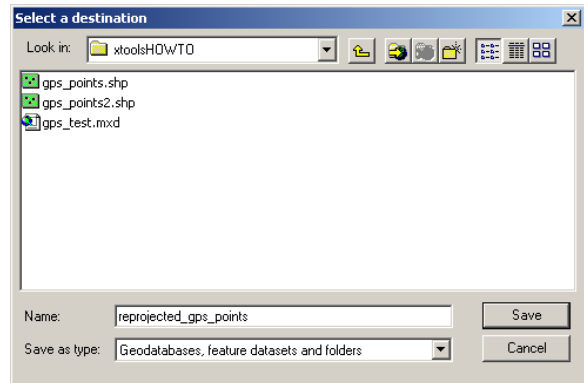 Select a destination
Look in: xtoolsHOWTO
gps_points.shp
gps_points2.shp
gps_test.mxd
Name: reprojected_gps_points Save
Save as type: Geodatabases, feature datasets and folders Cancel